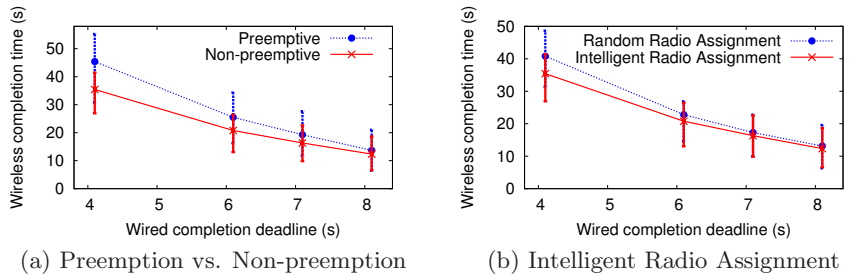 Wireless completion time (s)
50
40
30
20
10
0
Preemptive
Non-preemptive
4 5 6 7 8
Wired completion deadline (s)
(a) Preemption vs. Non-preemption
Wireless completion time (s)
50
40
30
20
10
0
Random Radio Assignment
Intelligent Radio Assignment
4 5 6 7 8
Wired completion deadline (s)
(b) Intelligent Radio Assignment